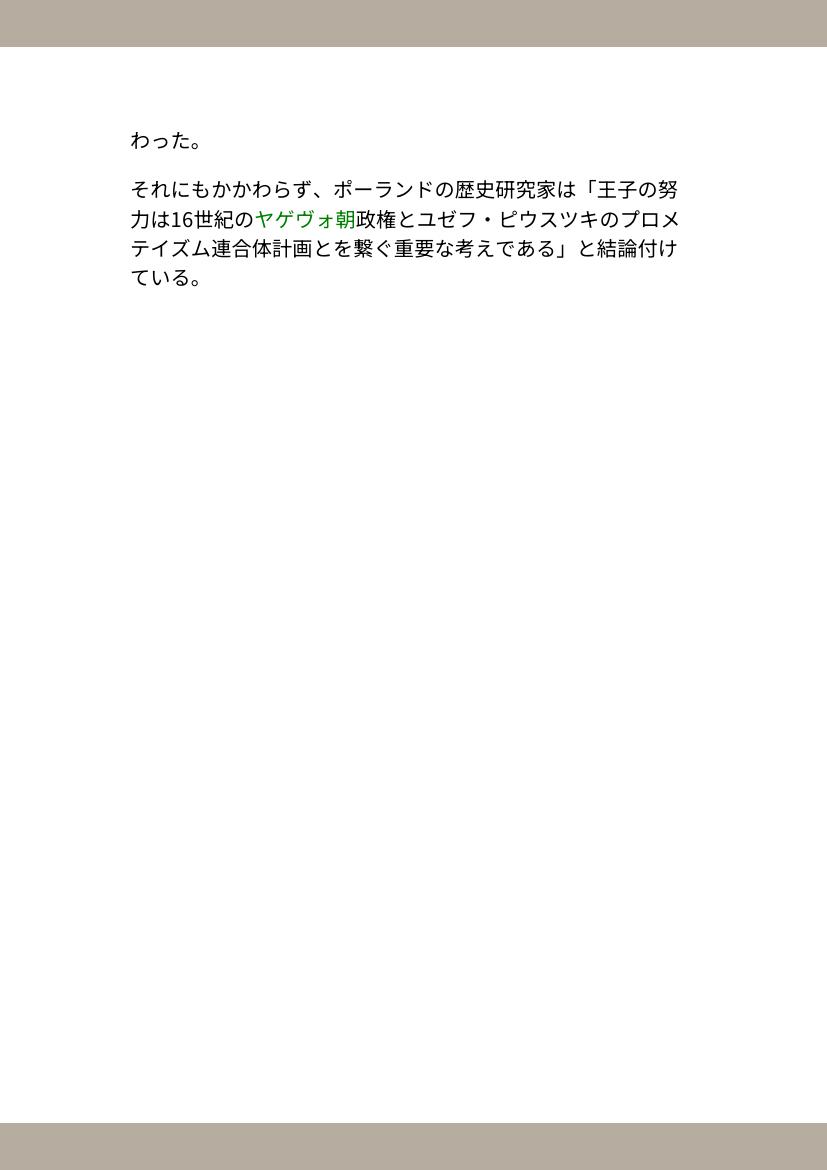 わった。
それにもかかわらず、ポーランドの歴史研究家は「王子の努
力は16世紀のヤゲヴォ朝政権とユゼフ・ピウスツキのプロメ
テイズム連合体計画とを繋ぐ重要な考えである」と結論付け
ている。